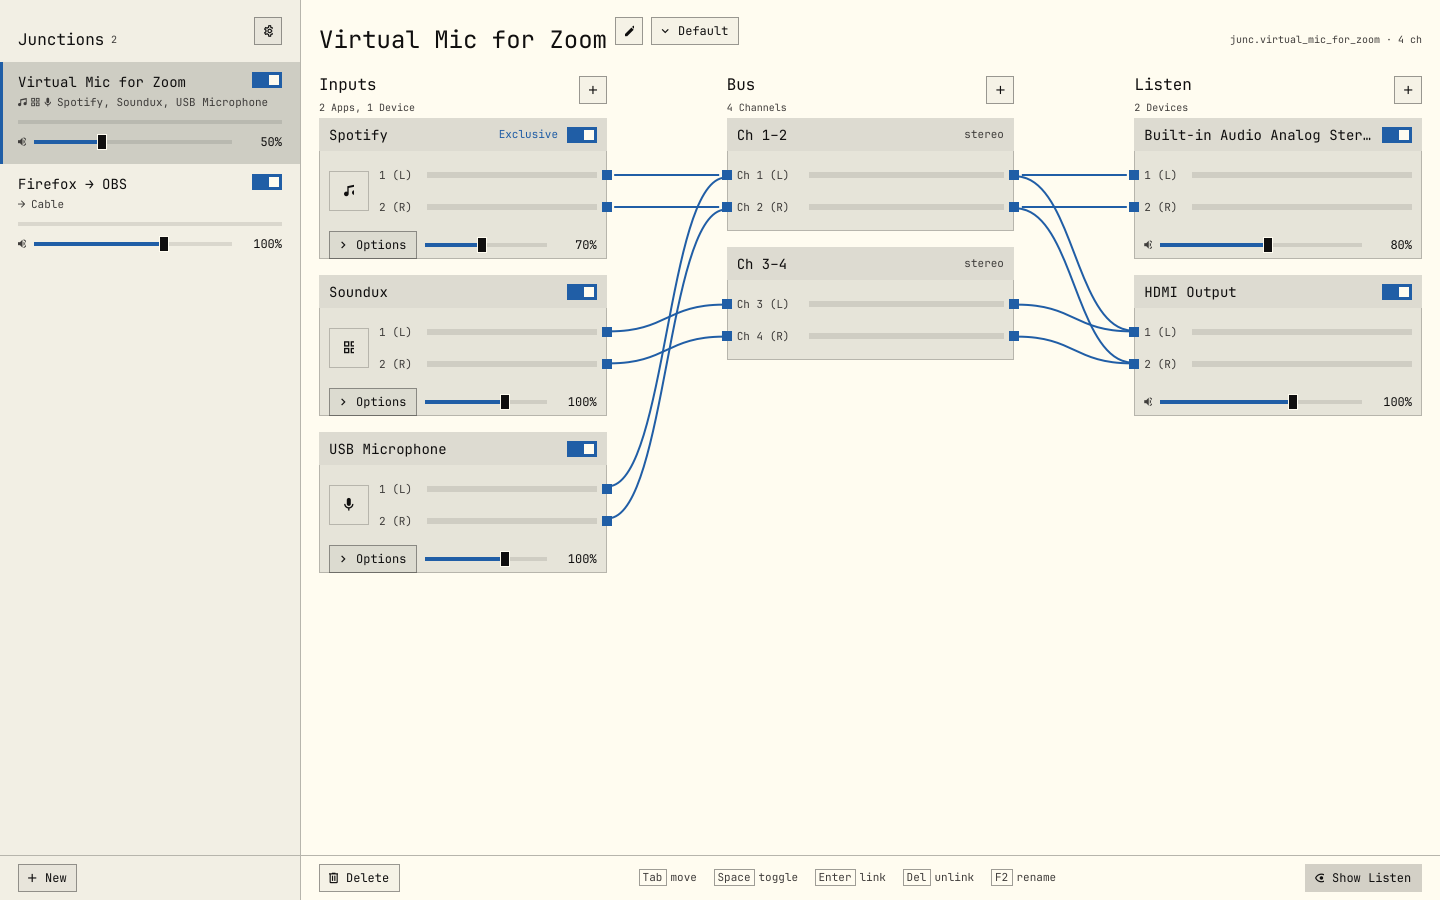 Junctions 2
Virtual Mic for Zoom
Spotify, Soundux, USB Microphone
50%
Firefox → OBS
→ Cable
100%
+ New
Virtual Mic for Zoom
Default
junc.virtual_mic_for_zoom · 4 ch
Inputs
2 Apps, 1 Device
+
Spotify
Exclusive
1 (L)
2 (R)
Options
70%
Soundux
1 (L)
2 (R)
Options
100%
USB Microphone
1 (L)
2 (R)
Options
100%
Bus
4 Channels
+
Ch 1–2
stereo
Ch 1 (L)
Ch 2 (R)
Ch 3–4
stereo
Ch 3 (L)
Ch 4 (R)
Listen
2 Devices
+
Built-in Audio Analog Ster…
1 (L)
2 (R)
80%
HDMI Output
1 (L)
2 (R)
100%
Delete
Tab move Space toggle Enter link Del unlink F2 rename
Show Listen